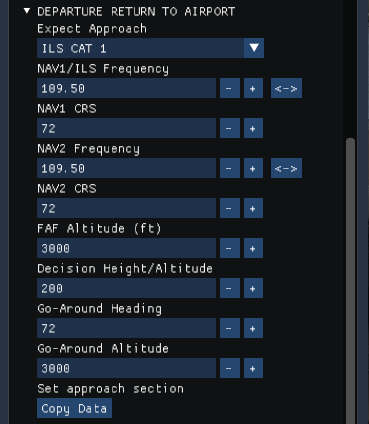 ▼ DEPARTURE RETURN TO AIRPORT
Expect Approach
ILS CAT 1 ▼
NAV1/ILS Frequency
109.50 - + <->
NAV1 CRS
72 - +
NAV2 Frequency
109.50 - + <->
NAV2 CRS
72 - +
FAF Altitude (ft)
3000 - +
Decision Height/Altitude
200 - +
Go-Around Heading
72 - +
Go-Around Altitude
3000 - +
Set approach section
Copy Data